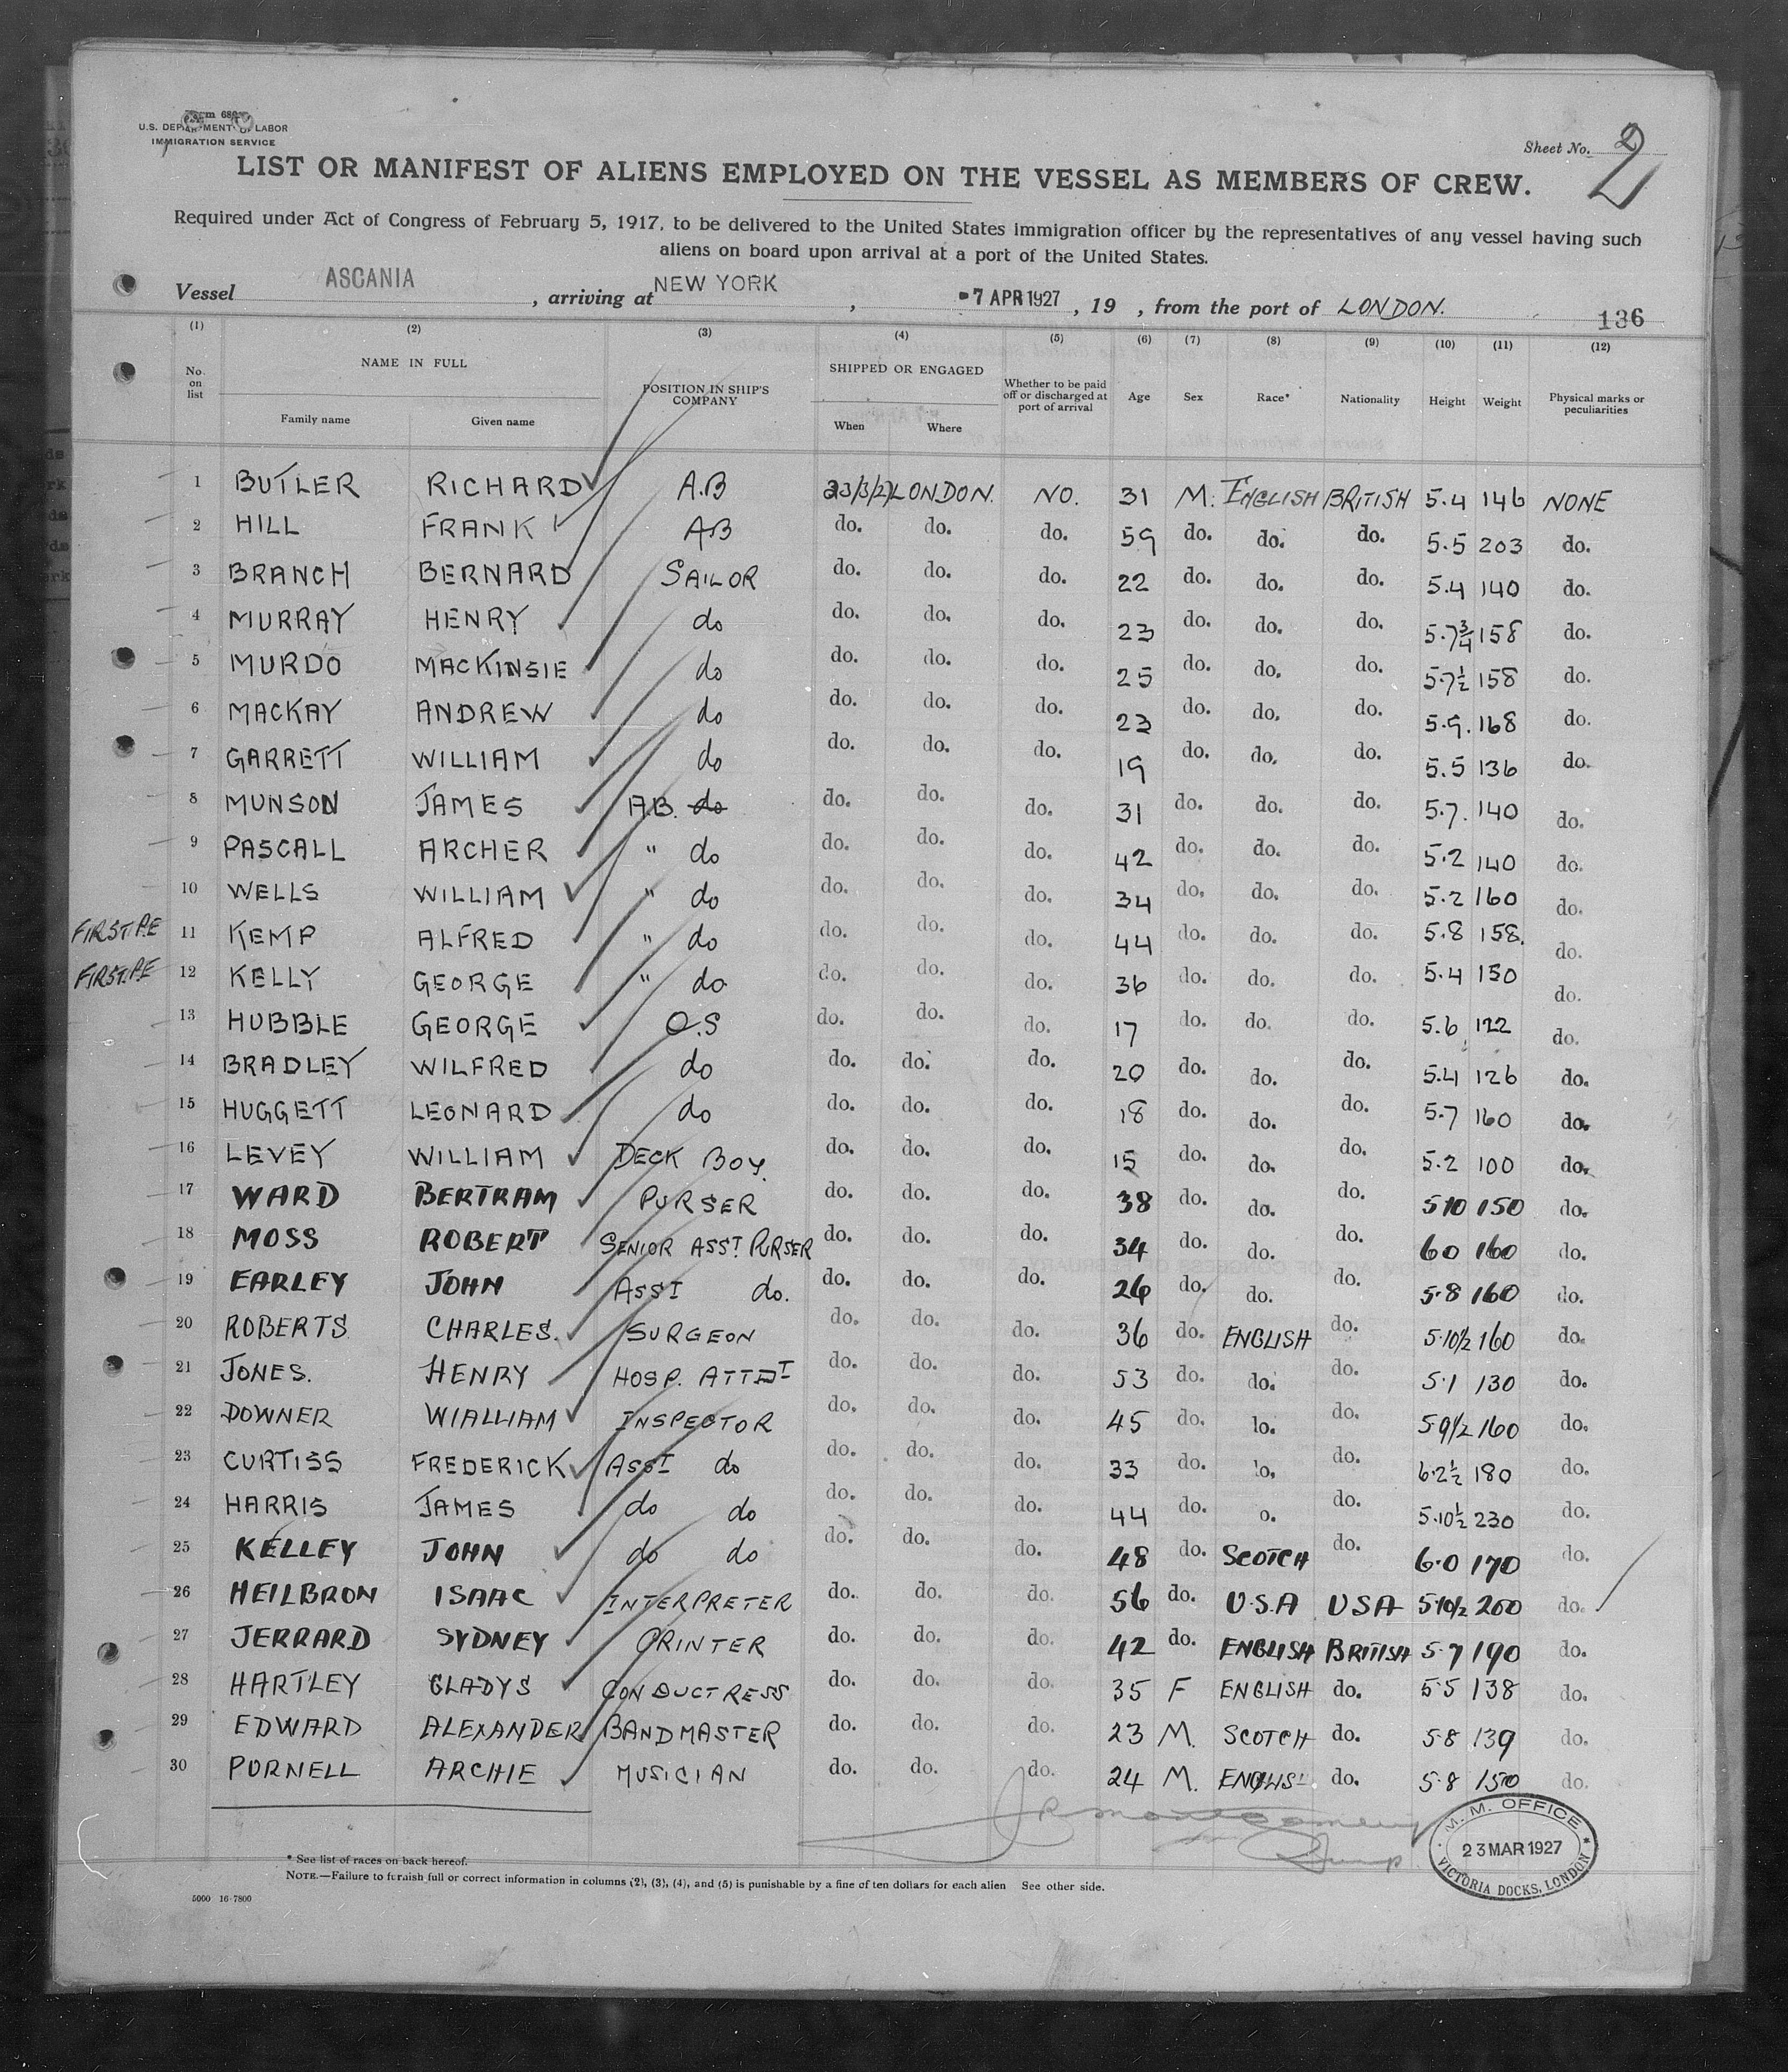 Form 680
U.S. DEPARTMENT OF LABOR
IMMIGRATION SERVICE
Sheet No. 2
LIST OR MANIFEST OF ALIENS EMPLOYED ON THE VESSEL AS MEMBERS OF CREW.
Required under Act of Congress of February 5, 1917, to be delivered to the United States immigration officer by the representatives of any vessel having such
aliens on board upon arrival at a port of the United States.
Vessel ASCANIA, arriving at NEW YORK, -7 APR 1927, 19 , from the port of LONDON.
136
(1) (2) (3) (4) (5) (6) (7) (8) (9) (10) (11) (12)
No. on list NAME IN FULL Family name Given name POSITION IN SHIP'S COMPANY SHIPPED OR ENGAGED When Where Whether to be paid off or discharged at port of arrival Age Sex Race* Nationality Height Weight Physical marks or peculiarities
1 BUTLER RICHARD A.B 23/3/27 LONDON. NO. 31 M. ENGLISH BRITISH 5.4 146 NONE
2 HILL FRANK A.B do. do. do. 59 do. do. do. 5.5 203 do.
3 BRANCH BERNARD SAILOR do. do. do. 22 do. do. do. 5.4 140 do.
4 MURRAY HENRY do do. do. do. 23 do. do. do. 5.7¾ 158 do.
5 MURDO MACKINSIE do do. do. do. 25 do. do. do. 5.7½ 158 do.
6 MACKAY ANDREW do do. do. do. 23 do. do. do. 5.9. 168 do.
7 GARRETT WILLIAM do do. do. do. 19 do. do. do. 5.5 136 do.
8 MUNSON JAMES A.B. do do. do. do. 31 do. do. do. 5.7. 140 do.
9 PASCALL ARCHER " do do. do. do. 42 do. do. do. 5.2 140 do.
10 WELLS WILLIAM " do do. do. do. 34 do. do. do. 5.2 160 do.
FIRST.P.E 11 KEMP ALFRED " do do. do. do. 44 do. do. do. 5.8 158. do.
FIRST.P.E 12 KELLY GEORGE " do do. do. do. 36 do. do. do. 5.4 150 do.
13 HUBBLE GEORGE O.S do. do. do. 17 do. do. do. 5.6 122 do.
14 BRADLEY WILFRED do do. do. do. 20 do. do. do. 5.4 126 do.
15 HUGGETT LEONARD do do. do. do. 18 do. do. do. 5.7 160 do.
16 LEVEY WILLIAM DECK BOY. do. do. do. 15 do. do. do. 5.2 100 do.
17 WARD BERTRAM PURSER do. do. do. 38 do. do. do. 5 10 150 do.
18 MOSS ROBERT SENIOR ASST PURSER do. do. do. 34 do. do. do. 6 0 160 do.
19 EARLEY JOHN ASST do. do. do. do. 26 do. do. do. 5.8 160 do.
20 ROBERTS CHARLES. SURGEON do. do. do. 36 do. ENGLISH do. 5.10½ 160 do.
21 JONES. HENRY HOSP. ATTDT do. do. do. 53 do. do. do. 5.1 130 do.
22 DOWNER WIALLIAM INSPECTOR do. do. do. 45 do. lo. do. 5.9½ 160 do.
23 CURTISS FREDERICK ASST do do. do. do. 33 do. lo. do. 6.2½ 180 do.
24 HARRIS JAMES do do do. do. do. 44 do. o. do. 5.10½ 230 do.
25 KELLEY JOHN do do do. do. do. 48 do. SCOTCH do. 6.0 170 do.
26 HEILBRON ISAAC INTERPRETER do. do. do. 56 do. U.S.A USA 5.10½ 200 do.
27 JERRARD SYDNEY PRINTER do. do. do. 42 do. ENGLISH BRITISH 5.7 190 do.
28 HARTLEY GLADYS CONDUCTRESS do. do. do. 35 F ENGLISH do. 5.5 138 do.
29 EDWARD ALEXANDER BANDMASTER do. do. do. 23 M. SCOTCH do. 5.8 139 do.
30 PURNELL ARCHIE MUSICIAN do. do. do. 24 M. ENGLISH do. 5.8 150 do.
M. M. OFFICE
23 MAR 1927
VICTORIA DOCKS, LONDON
* See list of races on back hereof.
NOTE.—Failure to furnish full or correct information in columns (2), (3), (4), and (5) is punishable by a fine of ten dollars for each alien See other side.
5000 16-7800